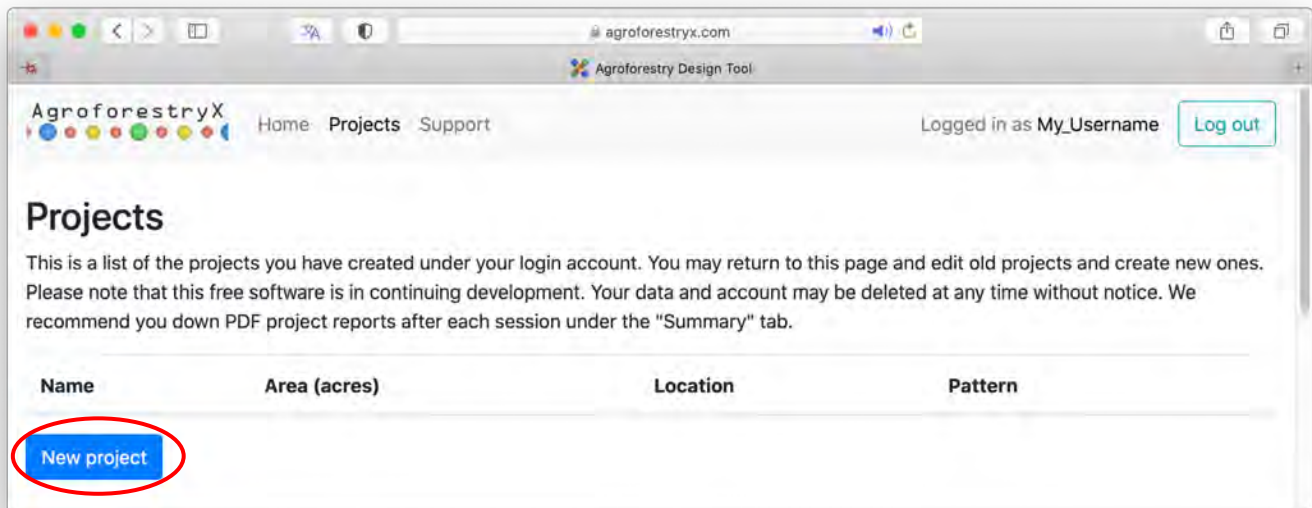 agroforestryx.com
Agroforestry Design Tool
AgroforestryX
Home Projects Support
Logged in as My_Username
Log out
Projects
This is a list of the projects you have created under your login account. You may return to this page and edit old projects and create new ones.
Please note that this free software is in continuing development. Your data and account may be deleted at any time without notice. We
recommend you down PDF project reports after each session under the "Summary" tab.
Name Area (acres) Location Pattern
New project